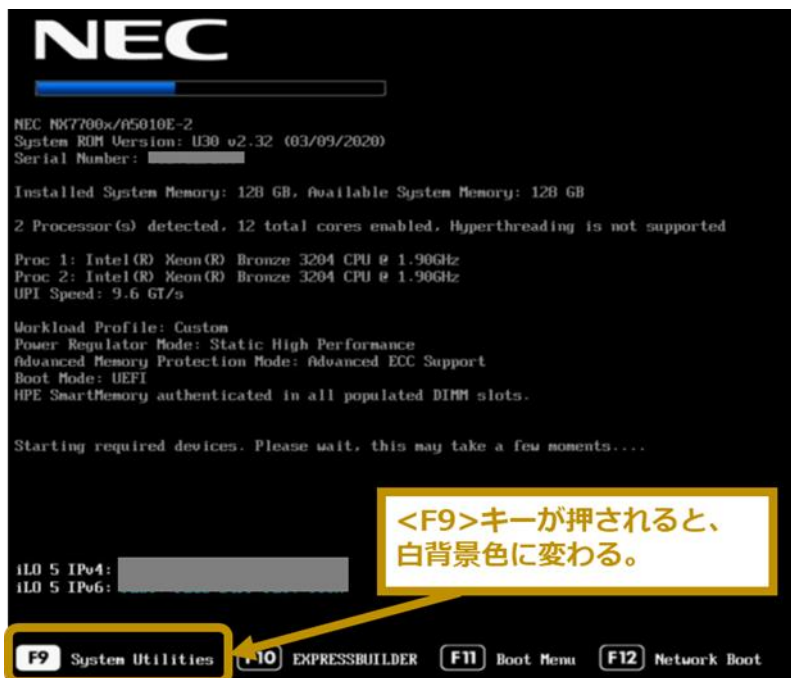 NEC
NEC NX7700x/A5010E-2
System ROM Version: U30 v2.32 (03/09/2020)
Serial Number:
Installed System Memory: 128 GB, Available System Memory: 128 GB
2 Processor(s) detected, 12 total cores enabled, Hyperthreading is not supported
Proc 1: Intel(R) Xeon(R) Bronze 3204 CPU @ 1.90GHz
Proc 2: Intel(R) Xeon(R) Bronze 3204 CPU @ 1.90GHz
UPI Speed: 9.6 GT/s
Workload Profile: Custom
Power Regulator Mode: Static High Performance
Advanced Memory Protection Mode: Advanced ECC Support
Boot Mode: UEFI
HPE SmartMemory authenticated in all populated DIMM slots.
Starting required devices. Please wait, this may take a few moments....
<F9>キーが押されると、
白背景色に変わる。
iLO 5 IPv4:
iLO 5 IPv6:
F9 System Utilities F10 EXPRESSBUILDER F11 Boot Menu F12 Network Boot